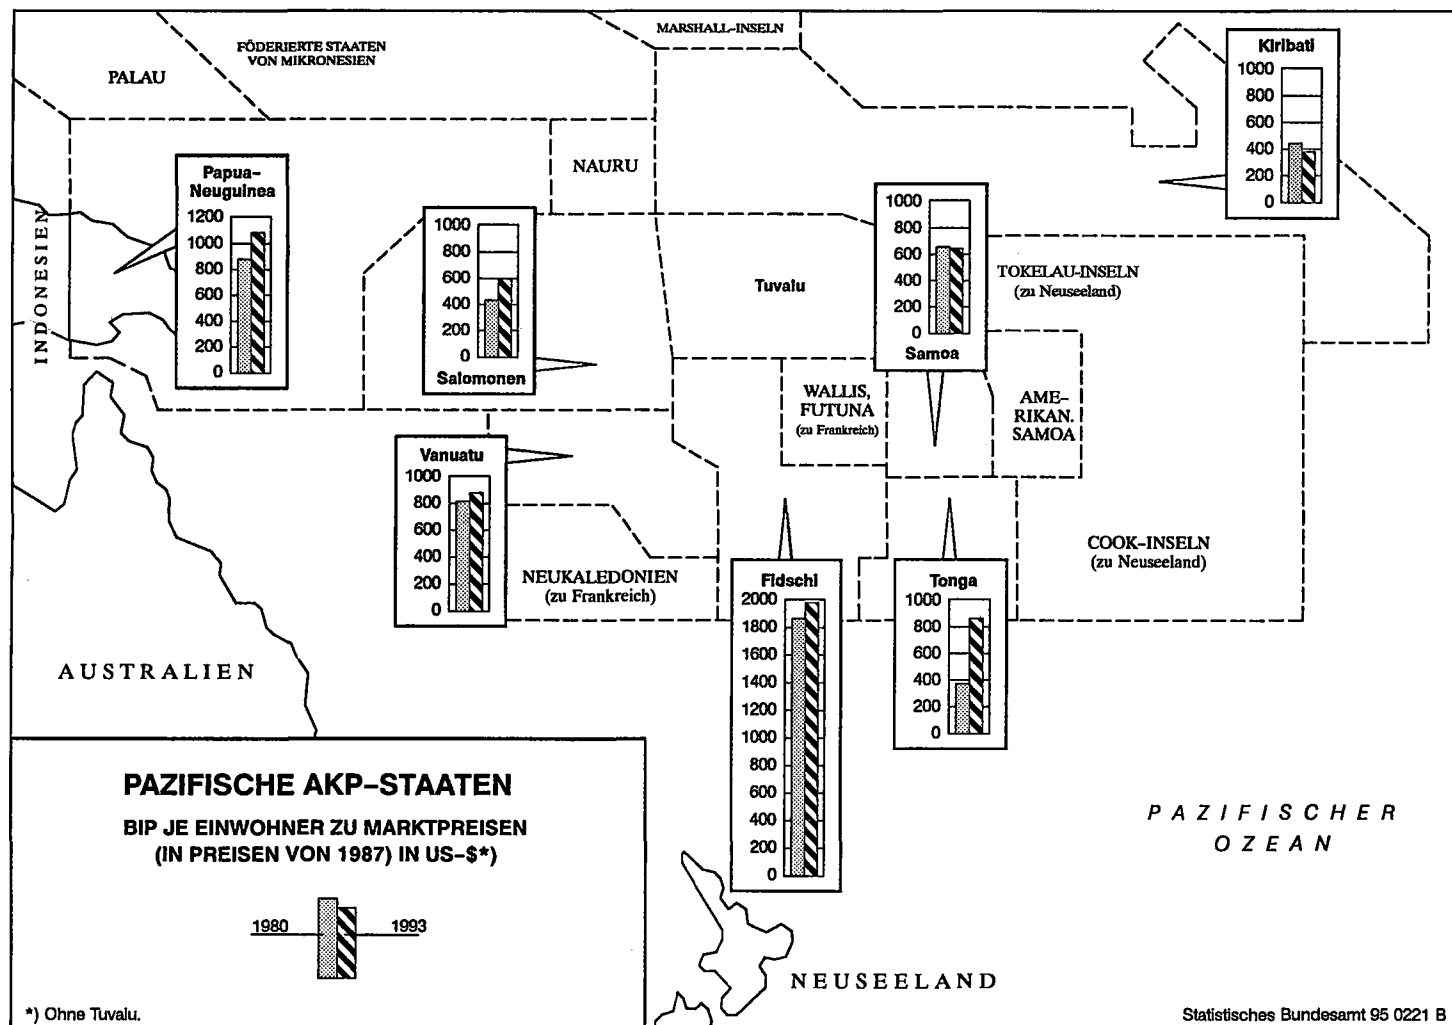 PALAU
FÖDERIERTE STAATEN
VON MIKRONESIEN
MARSHALL-INSELN
Kiribati
1000
800
600
400
200
0
INDONESIEN
Papua-
Neuguinea
1200
1000
800
600
400
200
0
NAURU
1000
800
600
400
200
0
Salomonen
Tuvalu
1000
800
600
400
200
0
Samoa
TOKELAU-INSELN
(zu Neuseeland)
WALLIS,
FUTUNA
(zu Frankreich)
AME-
RIKAN.
SAMOA
Vanuatu
1000
800
600
400
200
0
NEUKALEDONIEN
(zu Frankreich)
Fidschi
2000
1800
1600
1400
1200
1000
800
600
400
200
0
Tonga
1000
800
600
400
200
0
COOK-INSELN
(zu Neuseeland)
AUSTRALIEN
PAZIFISCHER
OZEAN
NEUSEELAND
PAZIFISCHE AKP-STAATEN
BIP JE EINWOHNER ZU MARKTPREISEN
(IN PREISEN VON 1987) IN US-$*)
1980 1993
*) Ohne Tuvalu.
Statistisches Bundesamt 95 0221 B